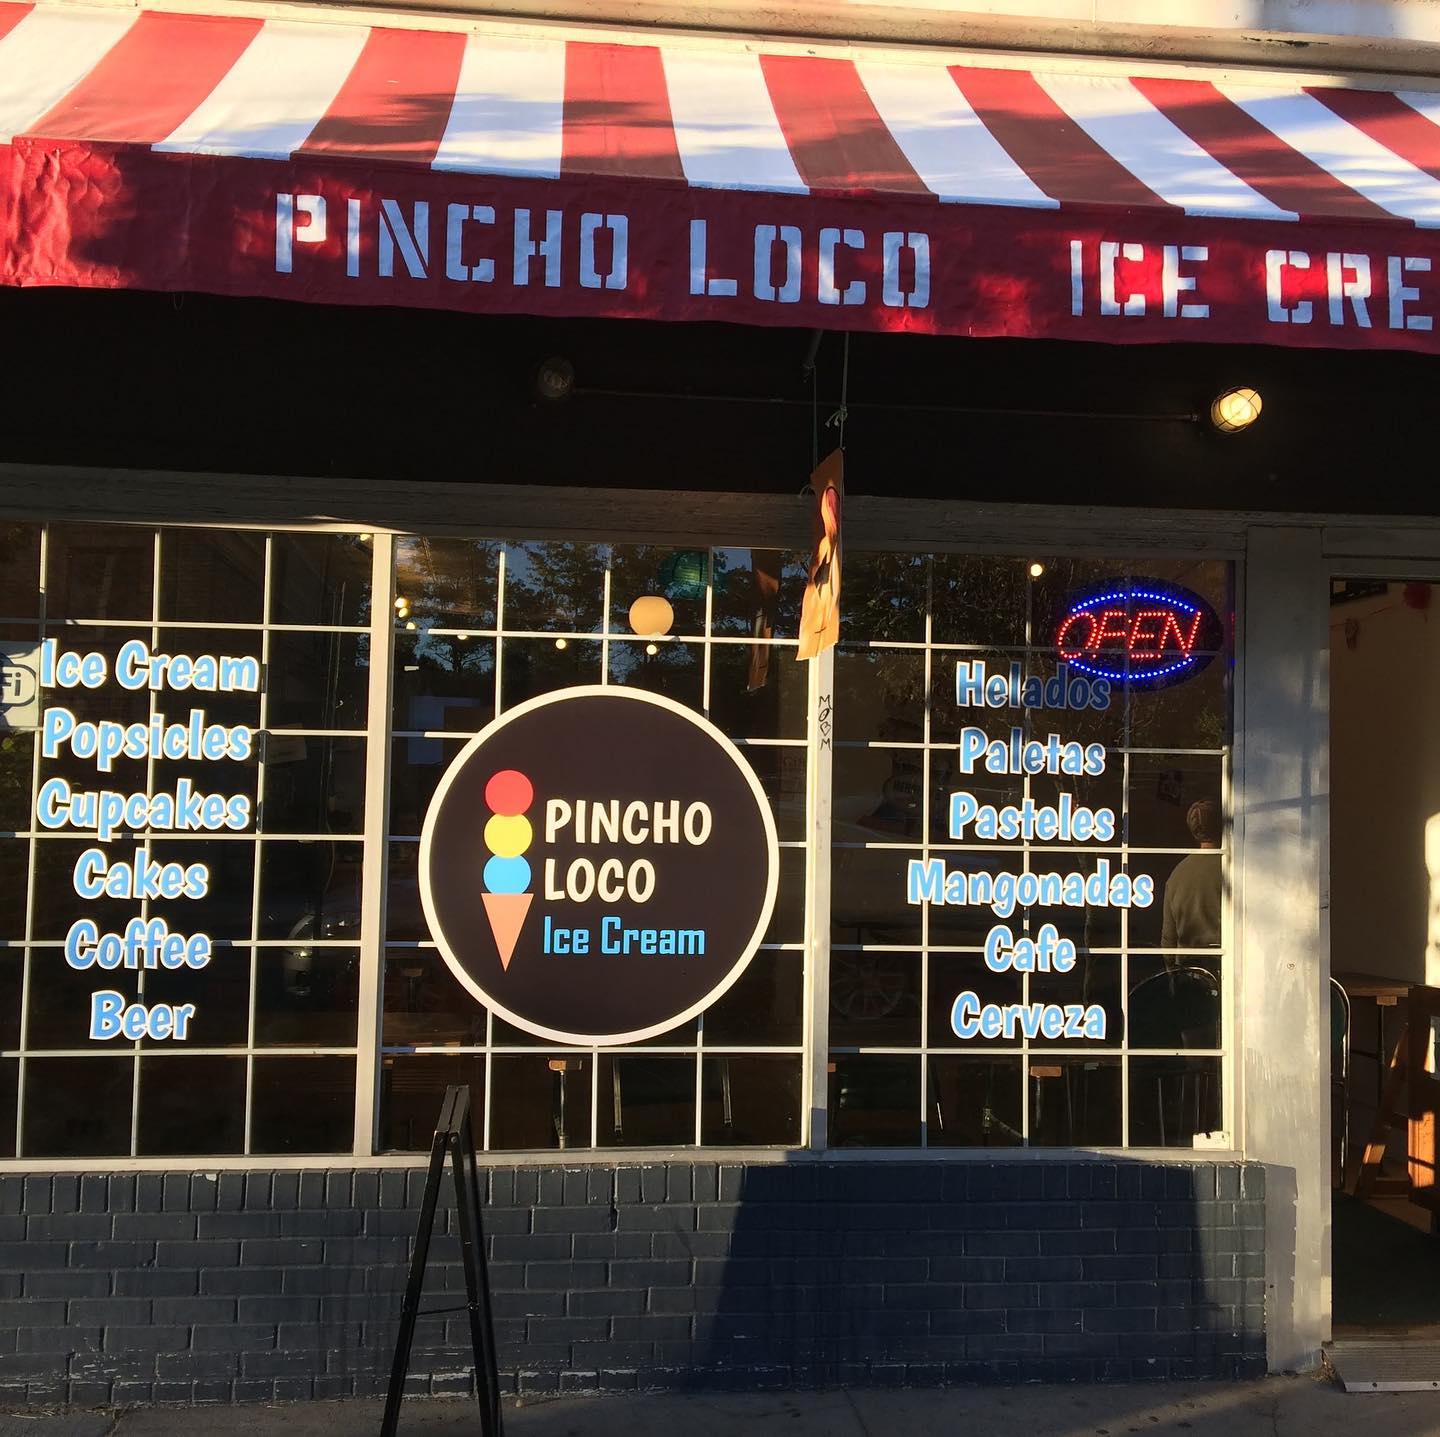 PINCHO LOCO ICE CRE
OPEN
Fi
Ice Cream
Popsicles
Cupcakes
Cakes
Coffee
Beer
PINCHO
LOCO
Ice Cream
Helados
Paletas
Pasteles
Mangonadas
Cafe
Cerveza